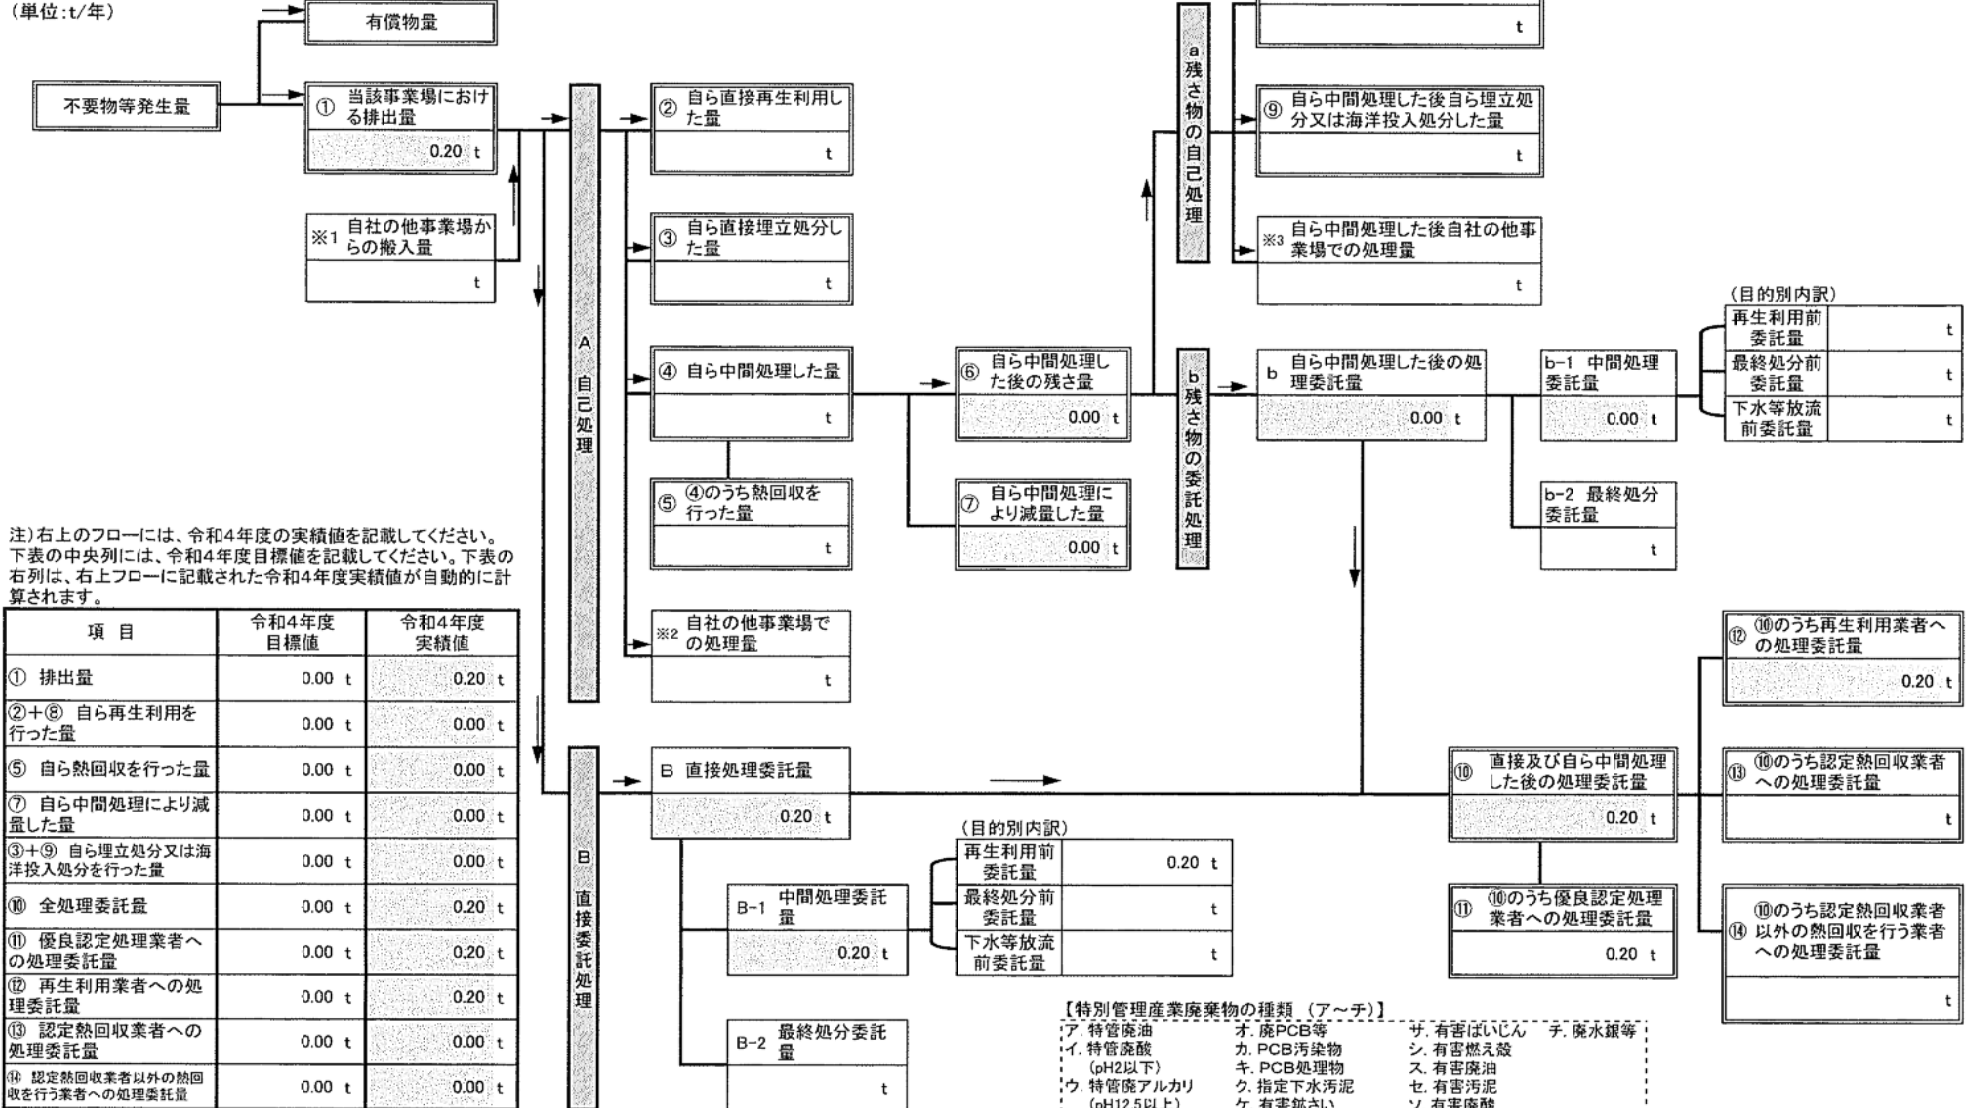 (単位:t/年)
有償物量
不要物等発生量
① 当該事業場におけ
る排出量
0.20 t
※1 自社の他事業場か
らの搬入量
t
A 自己処理
② 自ら直接再生利用し
た量
t
③ 自ら直接埋立処分し
た量
t
④ 自ら中間処理した量
t
⑤ ④のうち熱回収を
行った量
t
※2 自社の他事業場で
の処理量
t
⑥ 自ら中間処理し
た後の残さ量
0.00 t
⑦ 自ら中間処理に
より減量した量
0.00 t
a残さ物の自己処理
t
⑨ 自ら中間処理した後自ら埋立処
分又は海洋投入処分した量
t
※3 自ら中間処理した後自社の他事
業場での処理量
t
b残さ物の委託処理
b 自ら中間処理した後の処
理委託量
0.00 t
b-1 中間処理
委託量
0.00 t
b-2 最終処分
委託量
t
(目的別内訳)
再生利用前
委託量 t
最終処分前
委託量 t
下水等放流
前委託量 t
注)右上のフローには、令和4年度の実績値を記載してください。
下表の中央列には、令和4年度目標値を記載してください。下表の
右列は、右上フローに記載された令和4年度実績値が自動的に計
算されます。
項 目 令和4年度目標値 令和4年度実績値
① 排出量 0.00 t 0.20 t
②+⑧ 自ら再生利用を
行った量 0.00 t 0.00 t
⑤ 自ら熱回収を行った量 0.00 t 0.00 t
⑦ 自ら中間処理により減
量した量 0.00 t 0.00 t
③+⑨ 自ら埋立処分又は海
洋投入処分を行った量 0.00 t 0.00 t
⑩ 全処理委託量 0.00 t 0.20 t
⑪ 優良認定処理業者へ
の処理委託量 0.00 t 0.20 t
⑫ 再生利用業者への処
理委託量 0.00 t 0.20 t
⑬ 認定熱回収業者への
処理委託量 0.00 t 0.00 t
⑭ 認定熱回収業者以外の熱回
収を行う業者への処理委託量 0.00 t 0.00 t
B 直接委託処理
B 直接処理委託量
0.20 t
B-1 中間処理委託
量
0.20 t
B-2 最終処分委託
量
t
(目的別内訳)
再生利用前
委託量 0.20 t
最終処分前
委託量 t
下水等放流
前委託量 t
⑩ 直接及び自ら中間処理
した後の処理委託量
0.20 t
⑪ ⑩のうち優良認定処理
業者への処理委託量
0.20 t
⑫ ⑩のうち再生利用業者へ
の処理委託量
0.20 t
⑬ ⑩のうち認定熱回収業者
への処理委託量
t
⑭ ⑩のうち認定熱回収業者
以外の熱回収を行う業者
への処理委託量
t
【特別管理産業廃棄物の種類 (ア~チ)】
ア. 特管廃油 オ. 廃PCB等 サ. 有害ばいじん チ. 廃水銀等
イ. 特管廃酸 カ. PCB汚染物 シ. 有害燃え殻
(pH2以下) キ. PCB処理物 ス. 有害廃油
ウ. 特管廃アルカリ ク. 指定下水汚泥 セ. 有害汚泥
(pH12.5以上) ケ. 有害鉱さい ソ. 有害廃酸